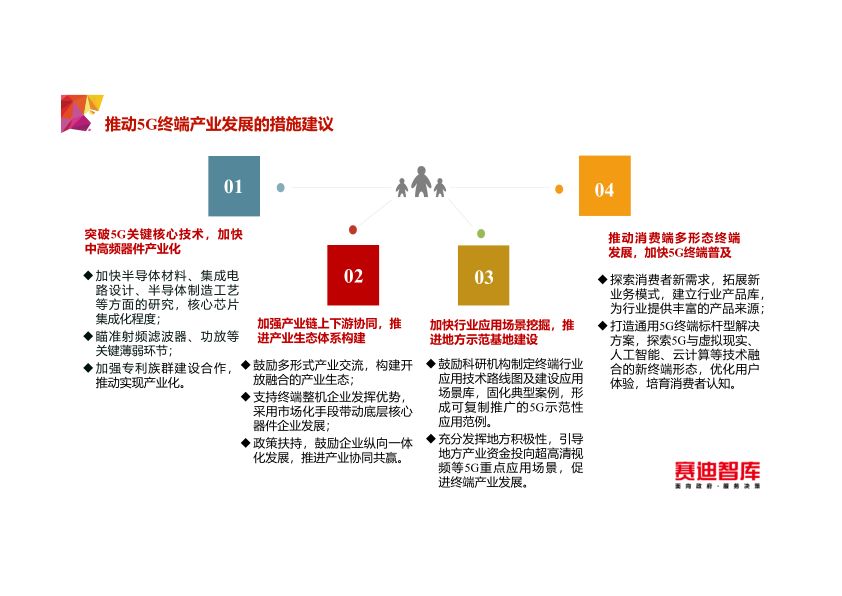 推动5G终端产业发展的措施建议
01
突破5G关键核心技术，加快
中高频器件产业化
◆加快半导体材料、集成电
路设计、半导体制造工艺
等方面的研究，核心芯片
集成化程度；
◆瞄准射频滤波器、功放等
关键薄弱环节；
◆加强专利族群建设合作，
推动实现产业化。
02
加强产业链上下游协同，推
进产业生态体系构建
◆鼓励多形式产业交流，构建开
放融合的产业生态；
◆支持终端整机企业发挥优势，
采用市场化手段带动底层核心
器件企业发展；
◆政策扶持，鼓励企业纵向一体
化发展，推进产业协同共赢。
03
加快行业应用场景挖掘，推
进地方示范基地建设
◆鼓励科研机构制定终端行业
应用技术路线图及建设应用
场景库，固化典型案例，形
成可复制推广的5G示范性
应用范例。
◆充分发挥地方积极性，引导
地方产业资金投向超高清视
频等5G重点应用场景，促
进终端产业发展。
04
推动消费端多形态终端
发展，加快5G终端普及
◆探索消费者新需求，拓展新
业务模式，建立行业产品库，
为行业提供丰富的产品来源；
◆打造通用5G终端标杆型解决
方案，探索5G与虚拟现实、
人工智能、云计算等技术融
合的新终端形态，优化用户
体验，培育消费者认知。
赛迪智库
面向政府·服务决策